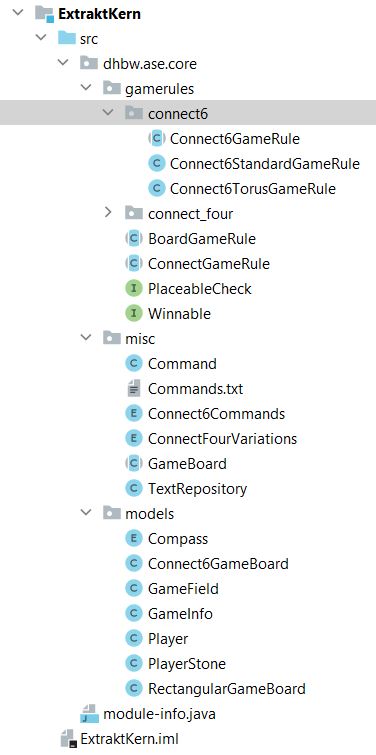 ExtraktKern
src
dhbw.ase.core
gamerules
connect6
C Connect6GameRule
C Connect6StandardGameRule
C Connect6TorusGameRule
connect_four
C BoardGameRule
C ConnectGameRule
I PlaceableCheck
I Winnable
misc
C Command
Commands.txt
E Connect6Commands
E ConnectFourVariations
C GameBoard
C TextRepository
models
E Compass
C Connect6GameBoard
C GameField
C GameInfo
C Player
C PlayerStone
C RectangularGameBoard
module-info.java
ExtraktKern.iml